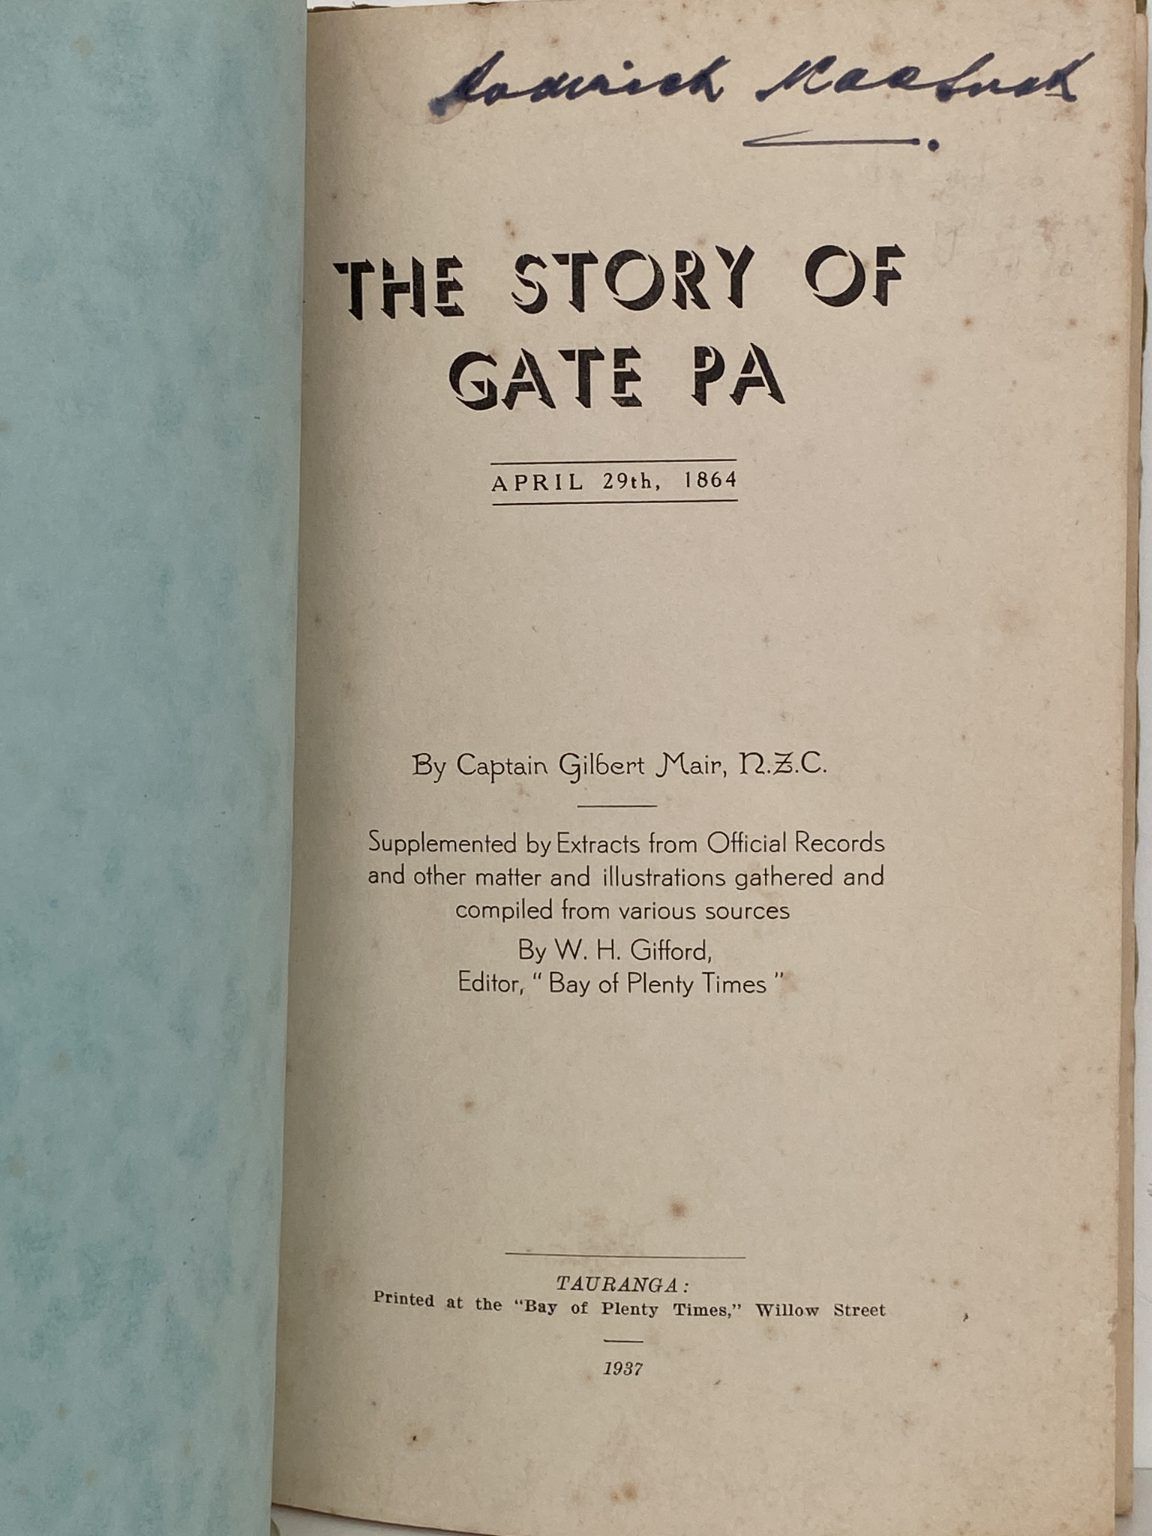 Roderick
THE STORY OF
GATE PA
APRIL 29th, 1864
By Captain Gilbert Mair, N.Z.C.
Supplemented by Extracts from Official Records
and other matter and illustrations gathered and
compiled from various sources
By W. H. Gifford,
Editor, "Bay of Plenty Times"
TAURANGA:
Printed at the "Bay of Plenty Times," Willow Street
1937